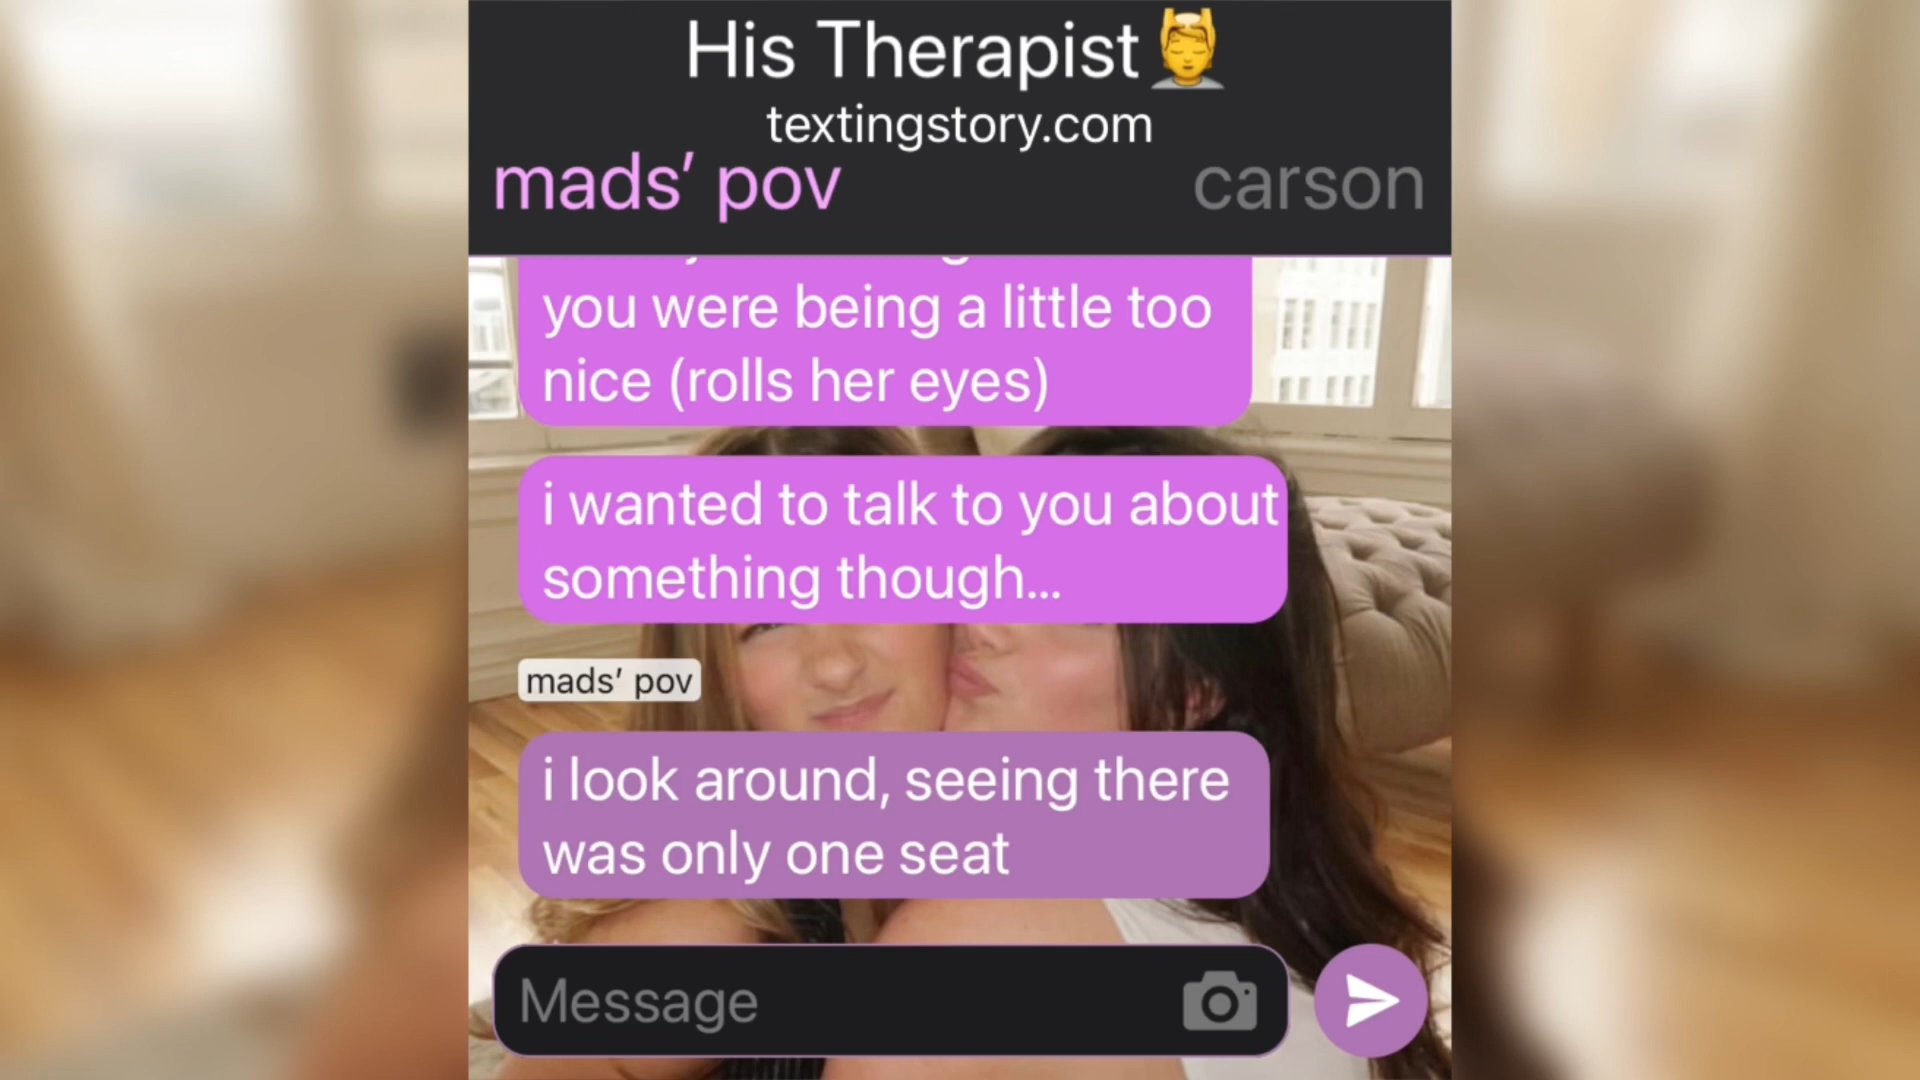 His Therapist
textingstory.com
mads’ pov
carson
you were being a little too
nice (rolls her eyes)
i wanted to talk to you about
something though...
mads’ pov
i look around, seeing there
was only one seat
Message